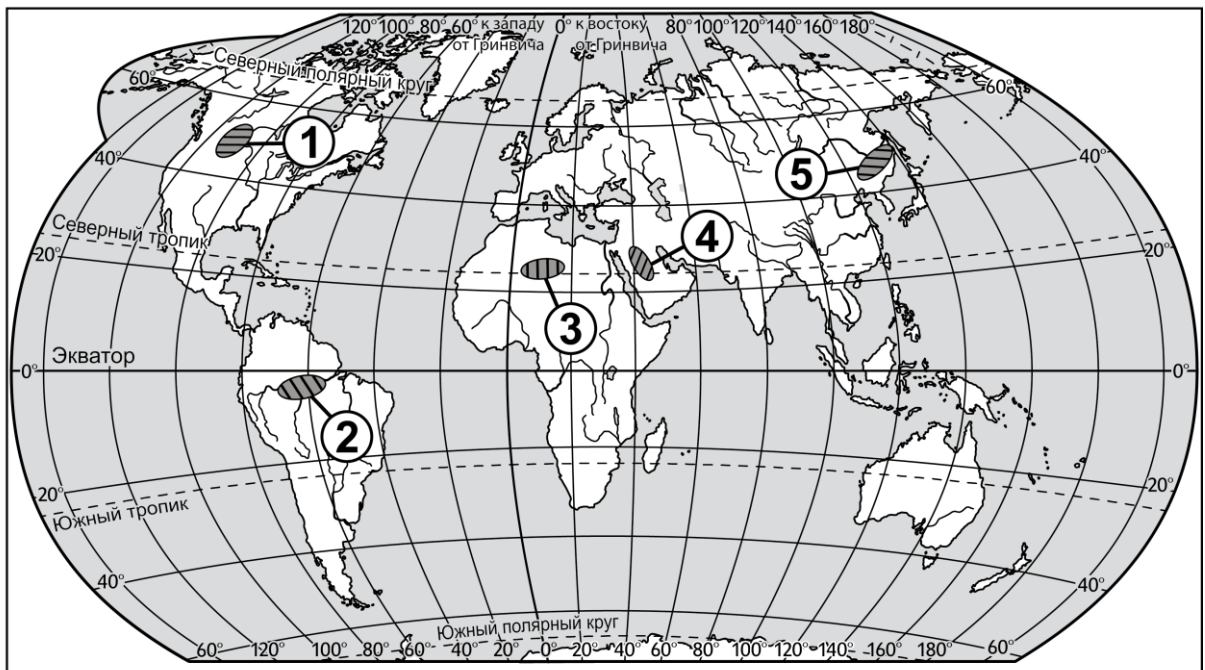 120° 100° 80° 60° к западу 0° к востоку 80° 100° 120° 140° 160° 180°
от Гринвича от Гринвича
Северный полярный круг
60° 60°
1
40° 5 40°
Северный тропик 4
20° 20°
3
Экватор
0° 0°
2
20° 20°
Южный тропик
40° 40°
Южный полярный круг
60° 120° 100° 80° 60° 40° 20° 0° 20° 40° 60° 80° 100° 120° 140° 160° 180° 60°